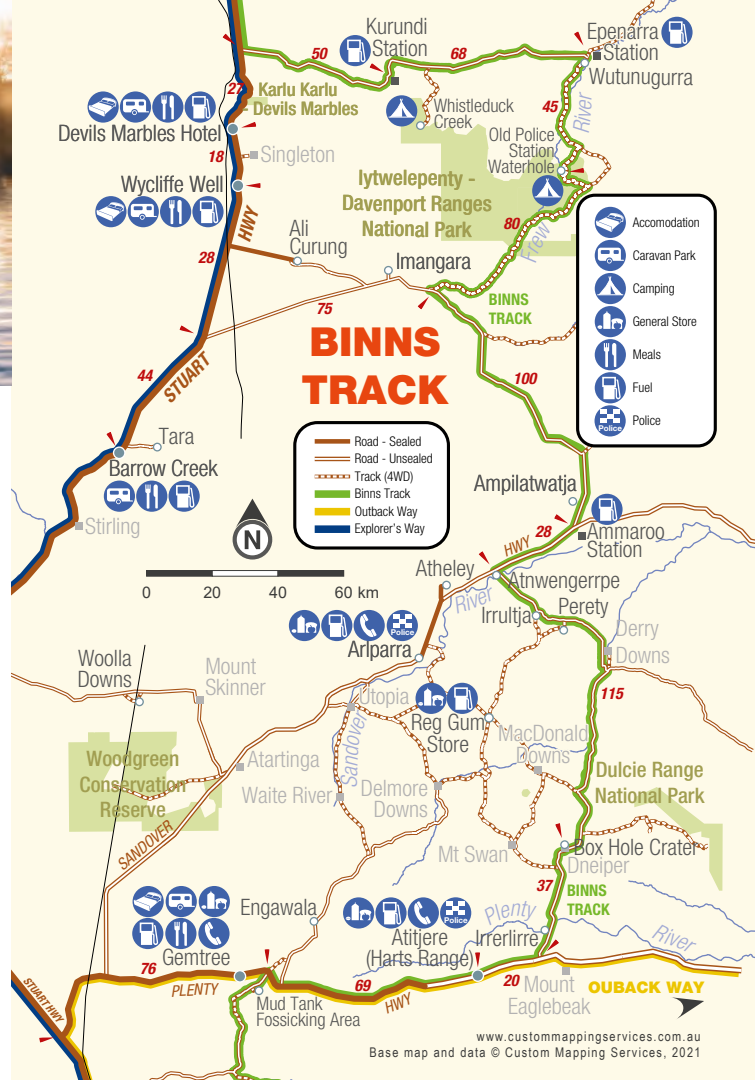 Kurundi
Station
Epenarra
Station
Wutunugurra
50
68
27
Karlu Karlu
- Devils Marbles
Devils Marbles Hotel
18
Singleton
Wycliffe Well
HWY
28
Whistleduck
Creek
45
River
Old Police
Station
Waterhole
Iytwelepenty -
Davenport Ranges
National Park
80
Frew
Ali
Curung
Imangara
75
BINNS
TRACK
BINNS
TRACK
100
Accomodation
Caravan Park
Camping
General Store
Meals
Fuel
Police
Police
44
STUART
Tara
Barrow Creek
Stirling
Road - Sealed
Road - Unsealed
Track (4WD)
Binns Track
Outback Way
Explorer's Way
N
0 20 40 60 km
Ampilatwatja
28
HWY
Ammaroo
Station
Atheley
River
Atnwengerrpe
Irrultja
Perety
Derry
Downs
Police
Arlparra
115
Woolla
Downs
Mount
Skinner
Utopia
Reg Gum
Store
Sandover
MacDonald
Downs
Woodgreen
Conservation
Reserve
Atartinga
Waite River
Delmore
Downs
Dulcie Range
National Park
SANDOVER
Mt Swan
Box Hole Crater
Dneiper
37
BINNS
TRACK
Engawala
Police
Plenty
River
Gemtree
Atitjere
(Harts Range)
Irrerlirre
76
PLENTY
69
HWY
20
Mount
Eaglebeak
OUBACK WAY
STUART HWY
Mud Tank
Fossicking Area
www.custommappingservices.com.au
Base map and data © Custom Mapping Services, 2021